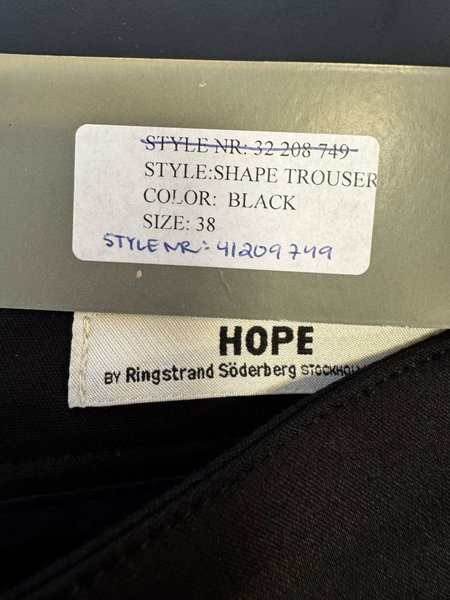 STYLE NR: 32 208 749
STYLE:SHAPE TROUSER
COLOR: BLACK
SIZE: 38
STYLE NR: 41209749
HOPE
BY Ringstrand Söderberg STOCKHOL